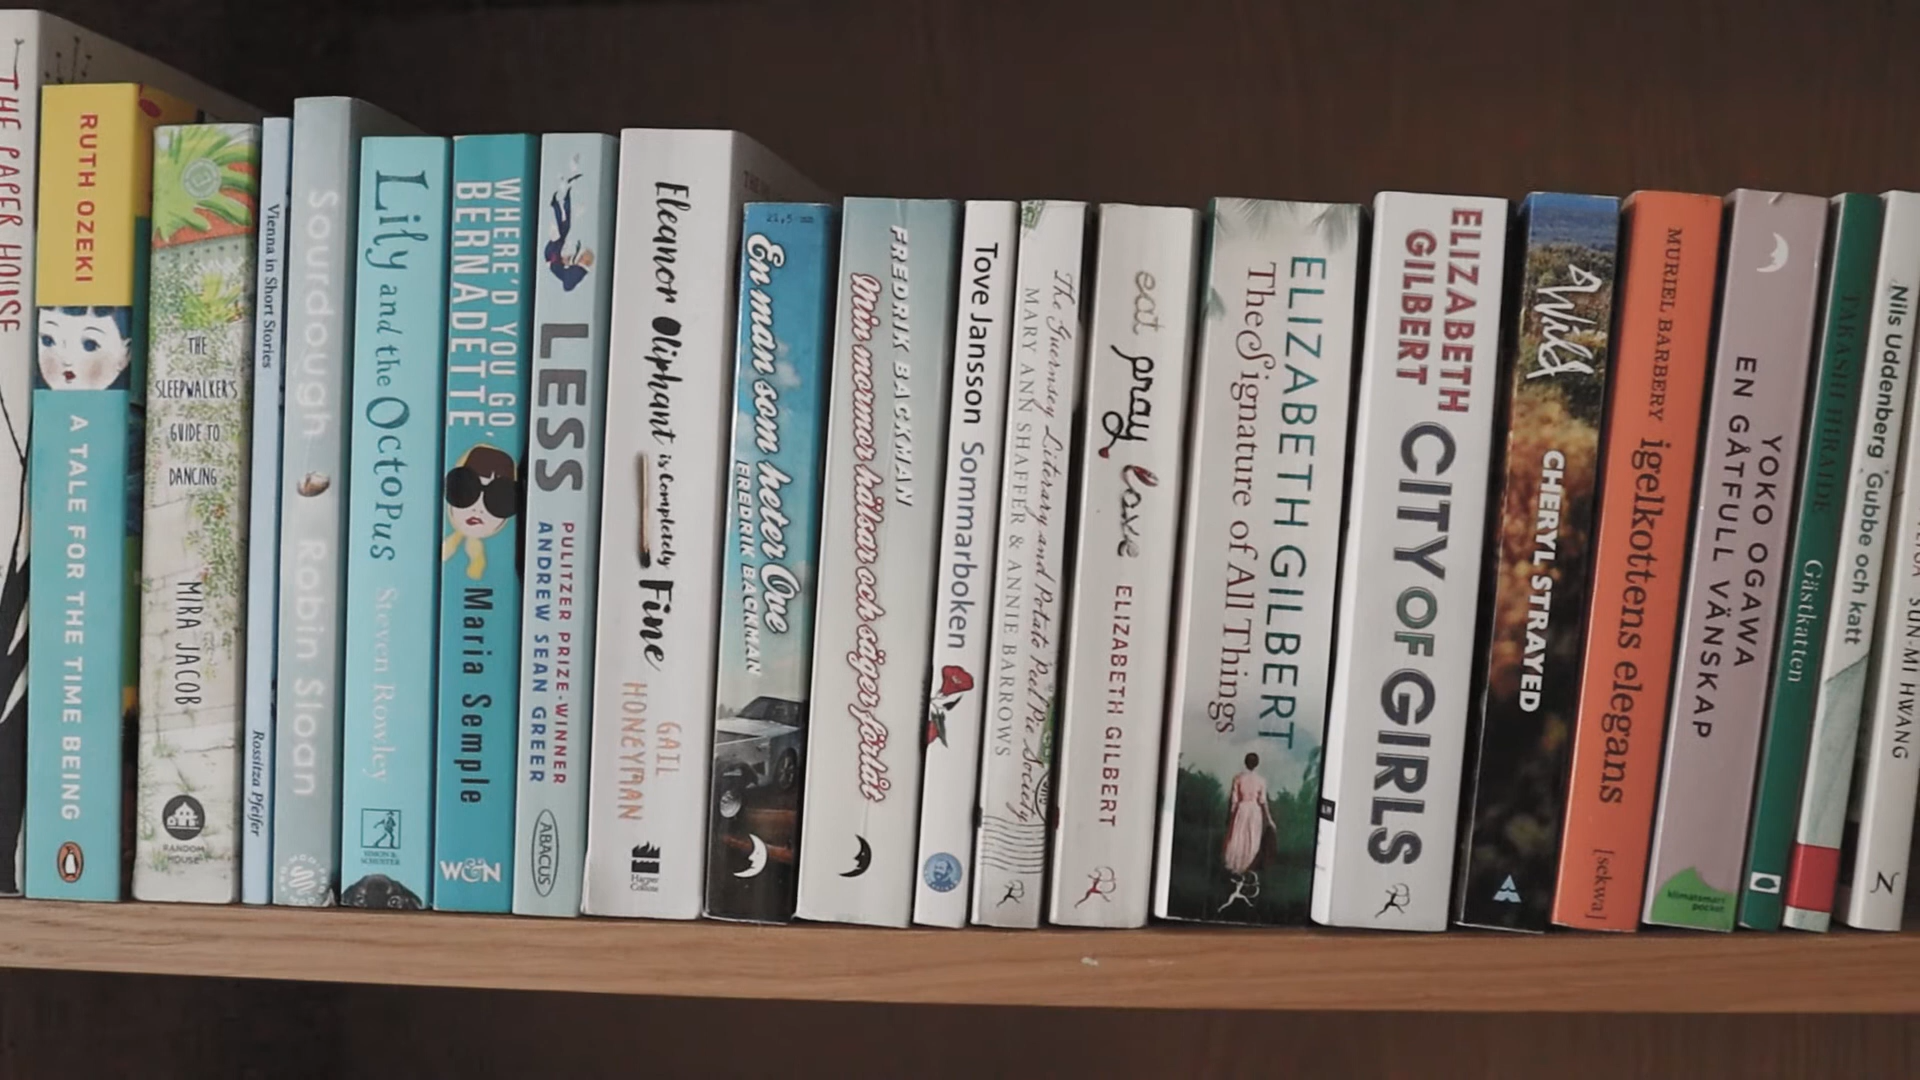 THE PAPER HOUSE
RUTH OZEKI
A TALE FOR THE TIME BEING
THE
SLEEPWALKER'S
GUIDE TO
DANCING
MIRA JACOB
RANDOM
HOUSE
Vienna in Short Stories
Rossitza Pfeifer
Sourdough
Robin Sloan
Lily and the Octopus
Steven Rowley
SIMON &
SCHUSTER
WHERE'D YOU GO,
BERNADETTE
Maria Semple
W&N
LESS
PULITZER PRIZE-WINNER
ANDREW SEAN GREER
ABACUS
Eleanor Oliphant is Completely Fine
GAIL
HONEYMAN
Harper
Collins
En man som heter Ove
FREDRIK BACKMAN
FREDRIK BACKMAN
Min mormor hälsar och säger förlåt
Tove Jansson Sommarboken
The Guernsey Literary and Potato Peel Pie Society
MARY ANN SHAFFER & ANNIE BARROWS
eat pray love
ELIZABETH GILBERT
ELIZABETH GILBERT
The Signature of All Things
ELIZABETH
GILBERT
CITY OF GIRLS
Wild
CHERYL STRAYED
MURIEL BARBERY igelkottens elegans
[sekwa]
YOKO OGAWA
EN GÅTFULL VÄNSKAP
klimatsmart
pocket
TAKASHI HIRAIDE
Gästkatten
Nils Uddenberg Gubbe och katt
SUN-MI HWANG